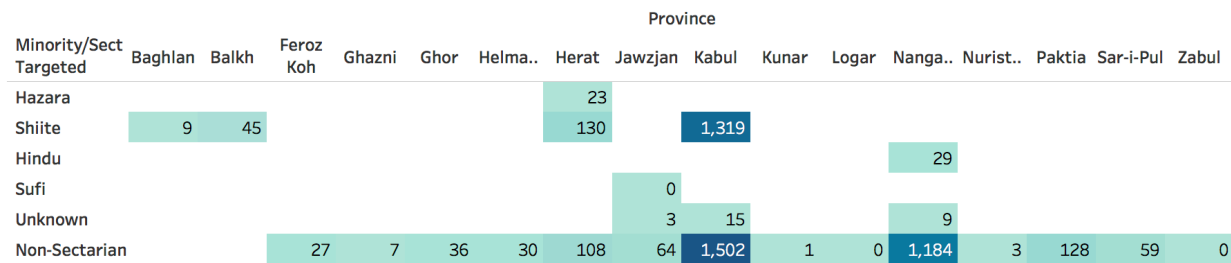 Province
Minority/Sect Targeted Baghlan Balkh Feroz Koh Ghazni Ghor Helma.. Herat Jawzjan Kabul Kunar Logar Nanga.. Nurist.. Paktia Sar-i-Pul Zabul
Hazara 23
Shiite 9 45 130 1,319
Hindu 29
Sufi 0
Unknown 3 15 9
Non-Sectarian 27 7 36 30 108 64 1,502 1 0 1,184 3 128 59 0